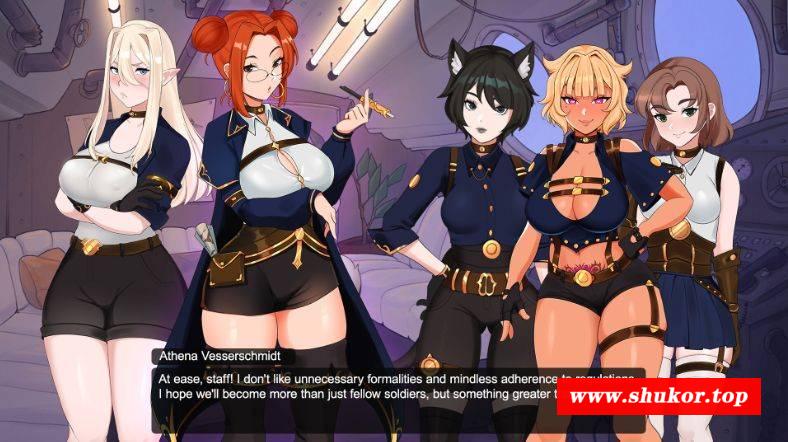 Athena Vesserschmidt
At ease, staff! I don't like unnecessary formalities and mindless adherence to regulations.
I hope we'll become more than just fellow soldiers, but something greater
www.shukor.top